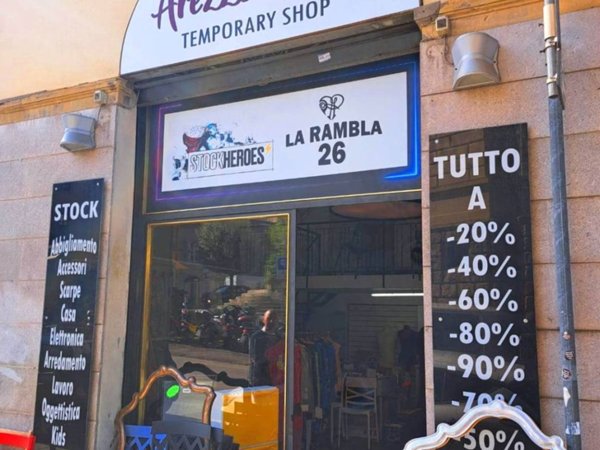 TEMPORARY SHOP
STOCKHEROES
LA RAMBLA
26
STOCK
Abbigliamento
Accessori
Scarpe
Casa
Elettronica
Arredamento
Lavoro
Oggettistica
Kids
TUTTO
A
-20%
-40%
-60%
-80%
-90%
-70%
-50%